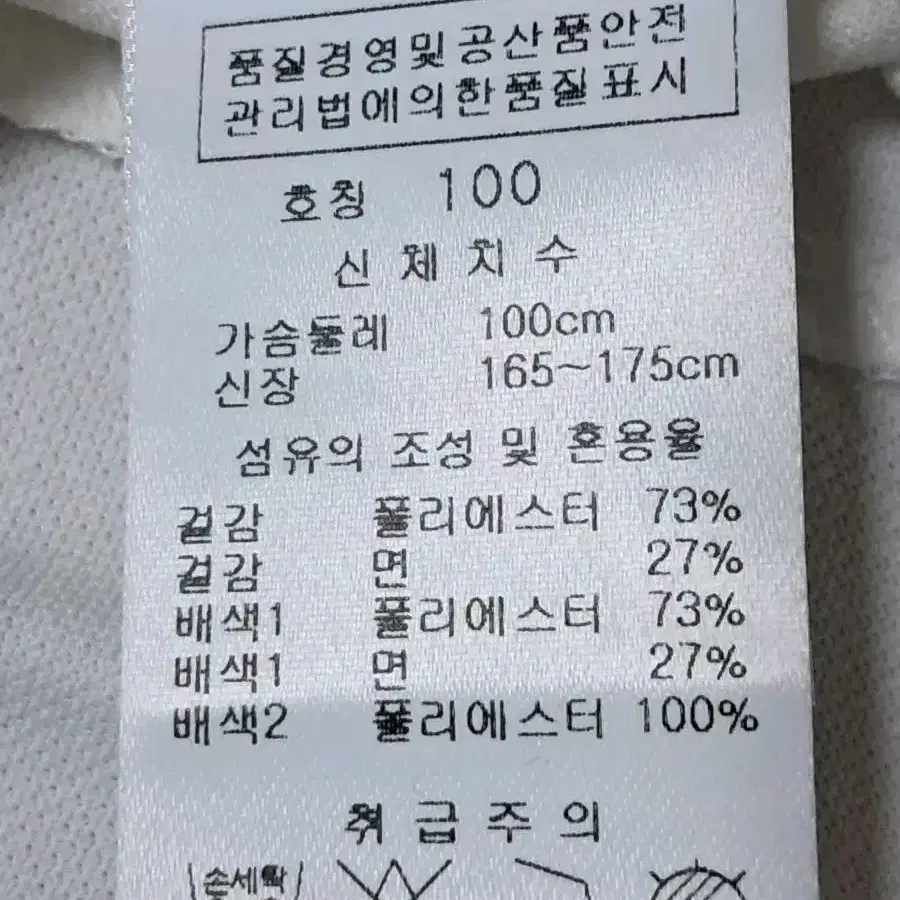 품질경영및공산품안전
관리법에의한품질표시
호칭 100
신체치수
가슴둘레 100cm
신장 165~175cm
섬유의 조성 및 혼용율
겉감 폴리에스터 73%
겉감 면 27%
배색1 폴리에스터 73%
배색1 면 27%
배색2 폴리에스터 100%
취급주의
손세탁